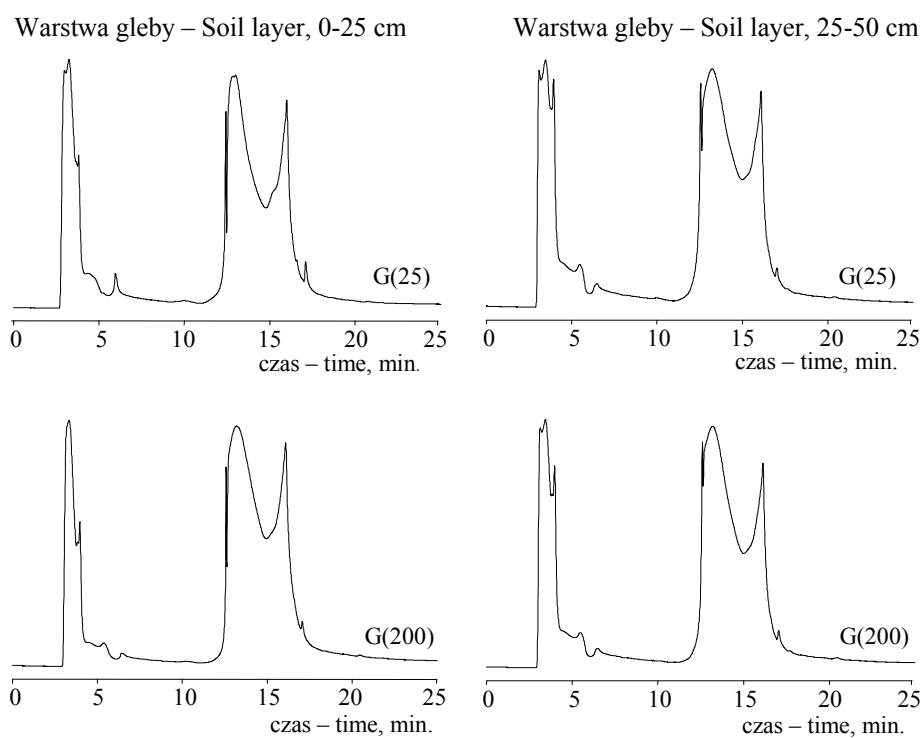 Warstwa gleby – Soil layer, 0-25 cm
Warstwa gleby – Soil layer, 25-50 cm
G(25)
0 5 10 15 20 25
czas – time, min.
G(25)
0 5 10 15 20 25
czas – time, min.
G(200)
0 5 10 15 20 25
czas – time, min.
G(200)
0 5 10 15 20 25
czas – time, min.